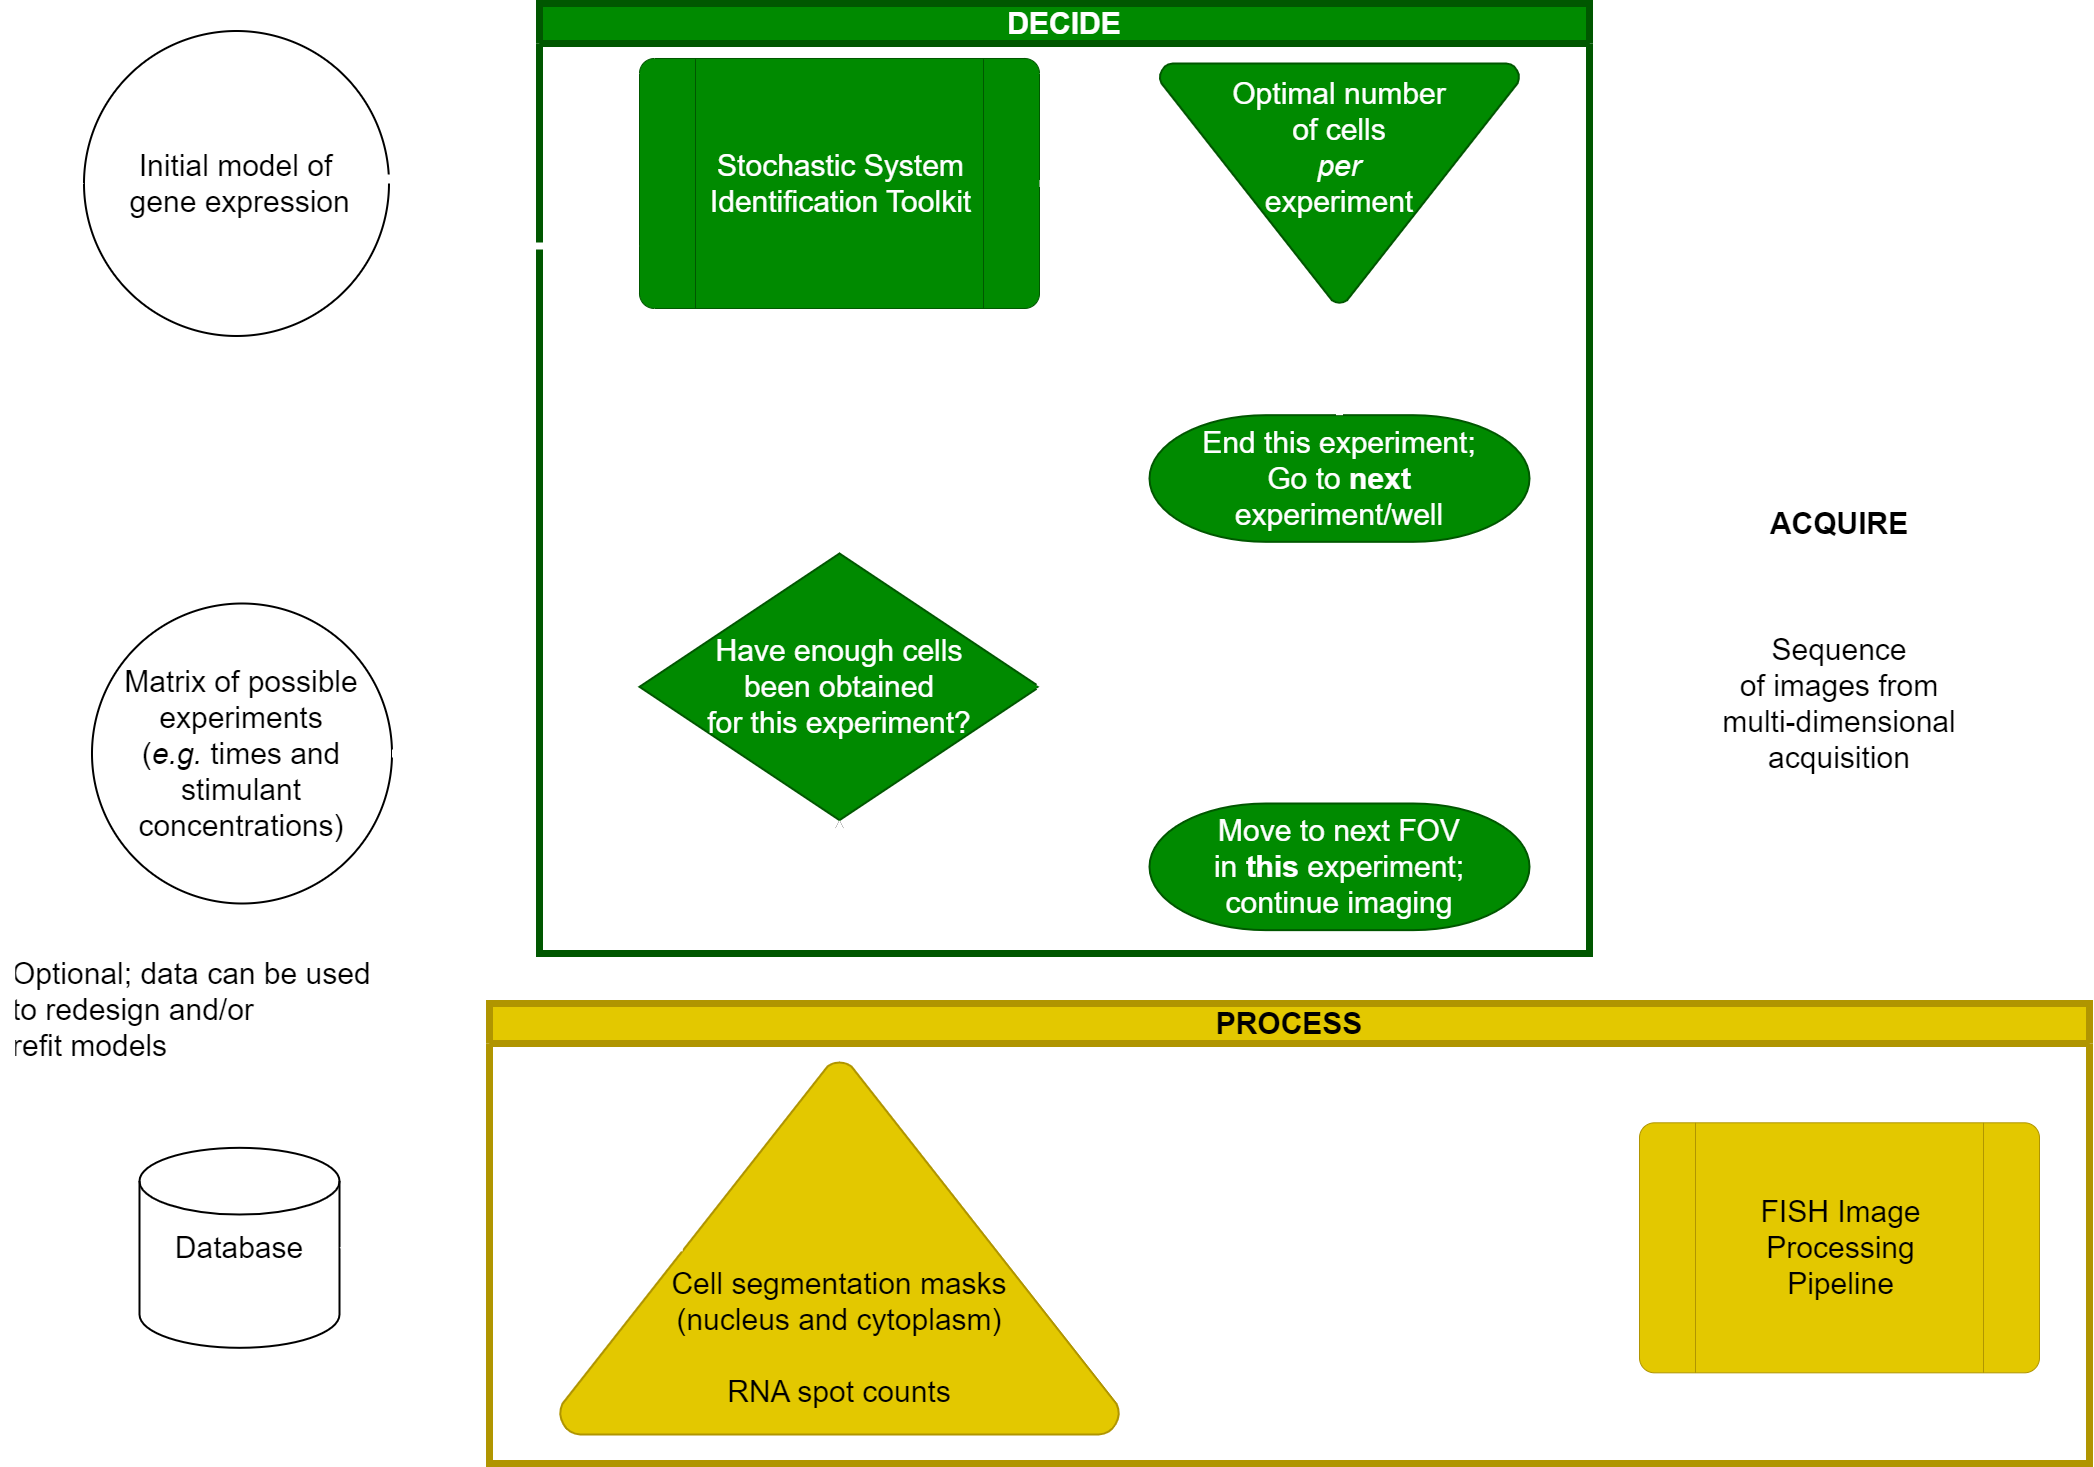 DECIDE
Initial model of
gene expression
Stochastic System
Identification Toolkit
Optimal number
of cells
per
experiment
End this experiment;
Go to next
experiment/well
ACQUIRE
Sequence
of images from
multi-dimensional
acquisition
Have enough cells
been obtained
for this experiment?
Matrix of possible
experiments
(e.g. times and
stimulant
concentrations)
Move to next FOV
in this experiment;
continue imaging
Optional; data can be used
to redesign and/or
refit models
PROCESS
Database
Cell segmentation masks
(nucleus and cytoplasm)
RNA spot counts
FISH Image
Processing
Pipeline